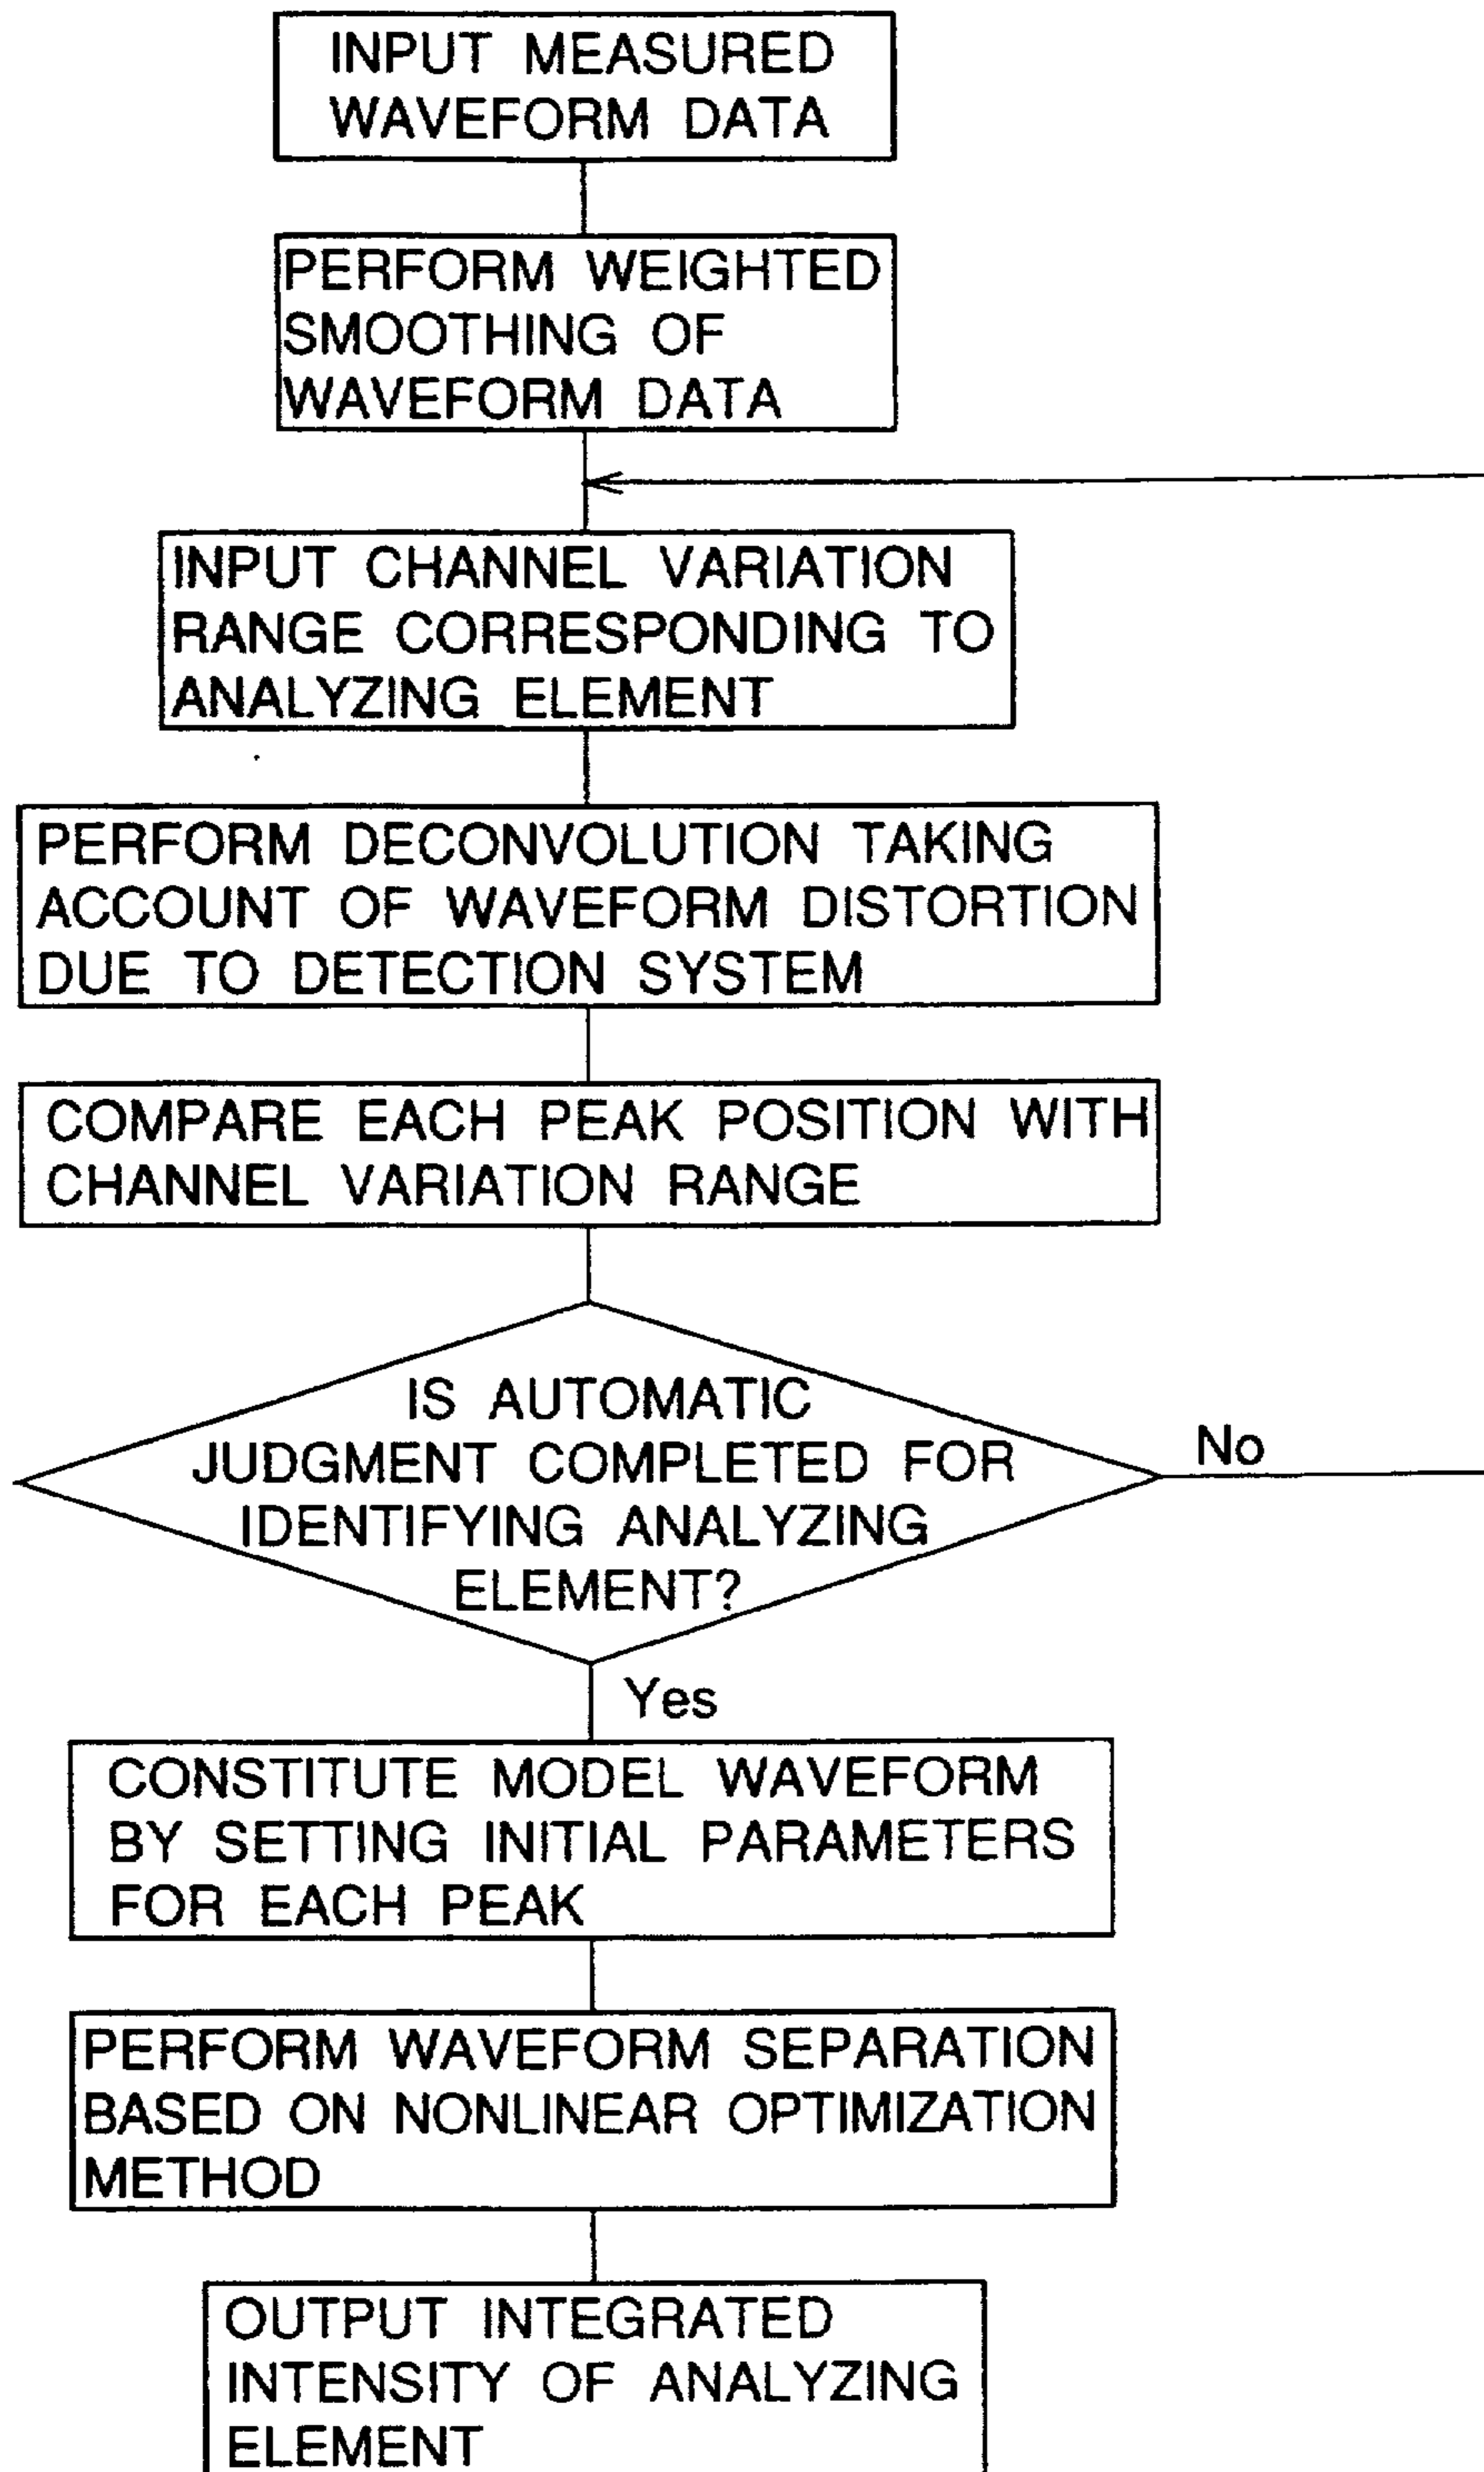 INPUT MEASURED
WAVEFORM DATA
PERFORM WEIGHTED
SMOOTHING OF
WAVEFORM DATA
INPUT CHANNEL VARIATION
RANGE CORRESPONDING TO
ANALYZING ELEMENT
PERFORM DECONVOLUTION TAKING
ACCOUNT OF WAVEFORM DISTORTION
DUE TO DETECTION SYSTEM
COMPARE EACH PEAK POSITION WITH
CHANNEL VARIATION RANGE
IS AUTOMATIC
JUDGMENT COMPLETED FOR
IDENTIFYING ANALYZING
ELEMENT?
No
Yes
CONSTITUTE MODEL WAVEFORM
BY SETTING INITIAL PARAMETERS
FOR EACH PEAK
PERFORM WAVEFORM SEPARATION
BASED ON NONLINEAR OPTIMIZATION
METHOD
OUTPUT INTEGRATED
INTENSITY OF ANALYZING
ELEMENT